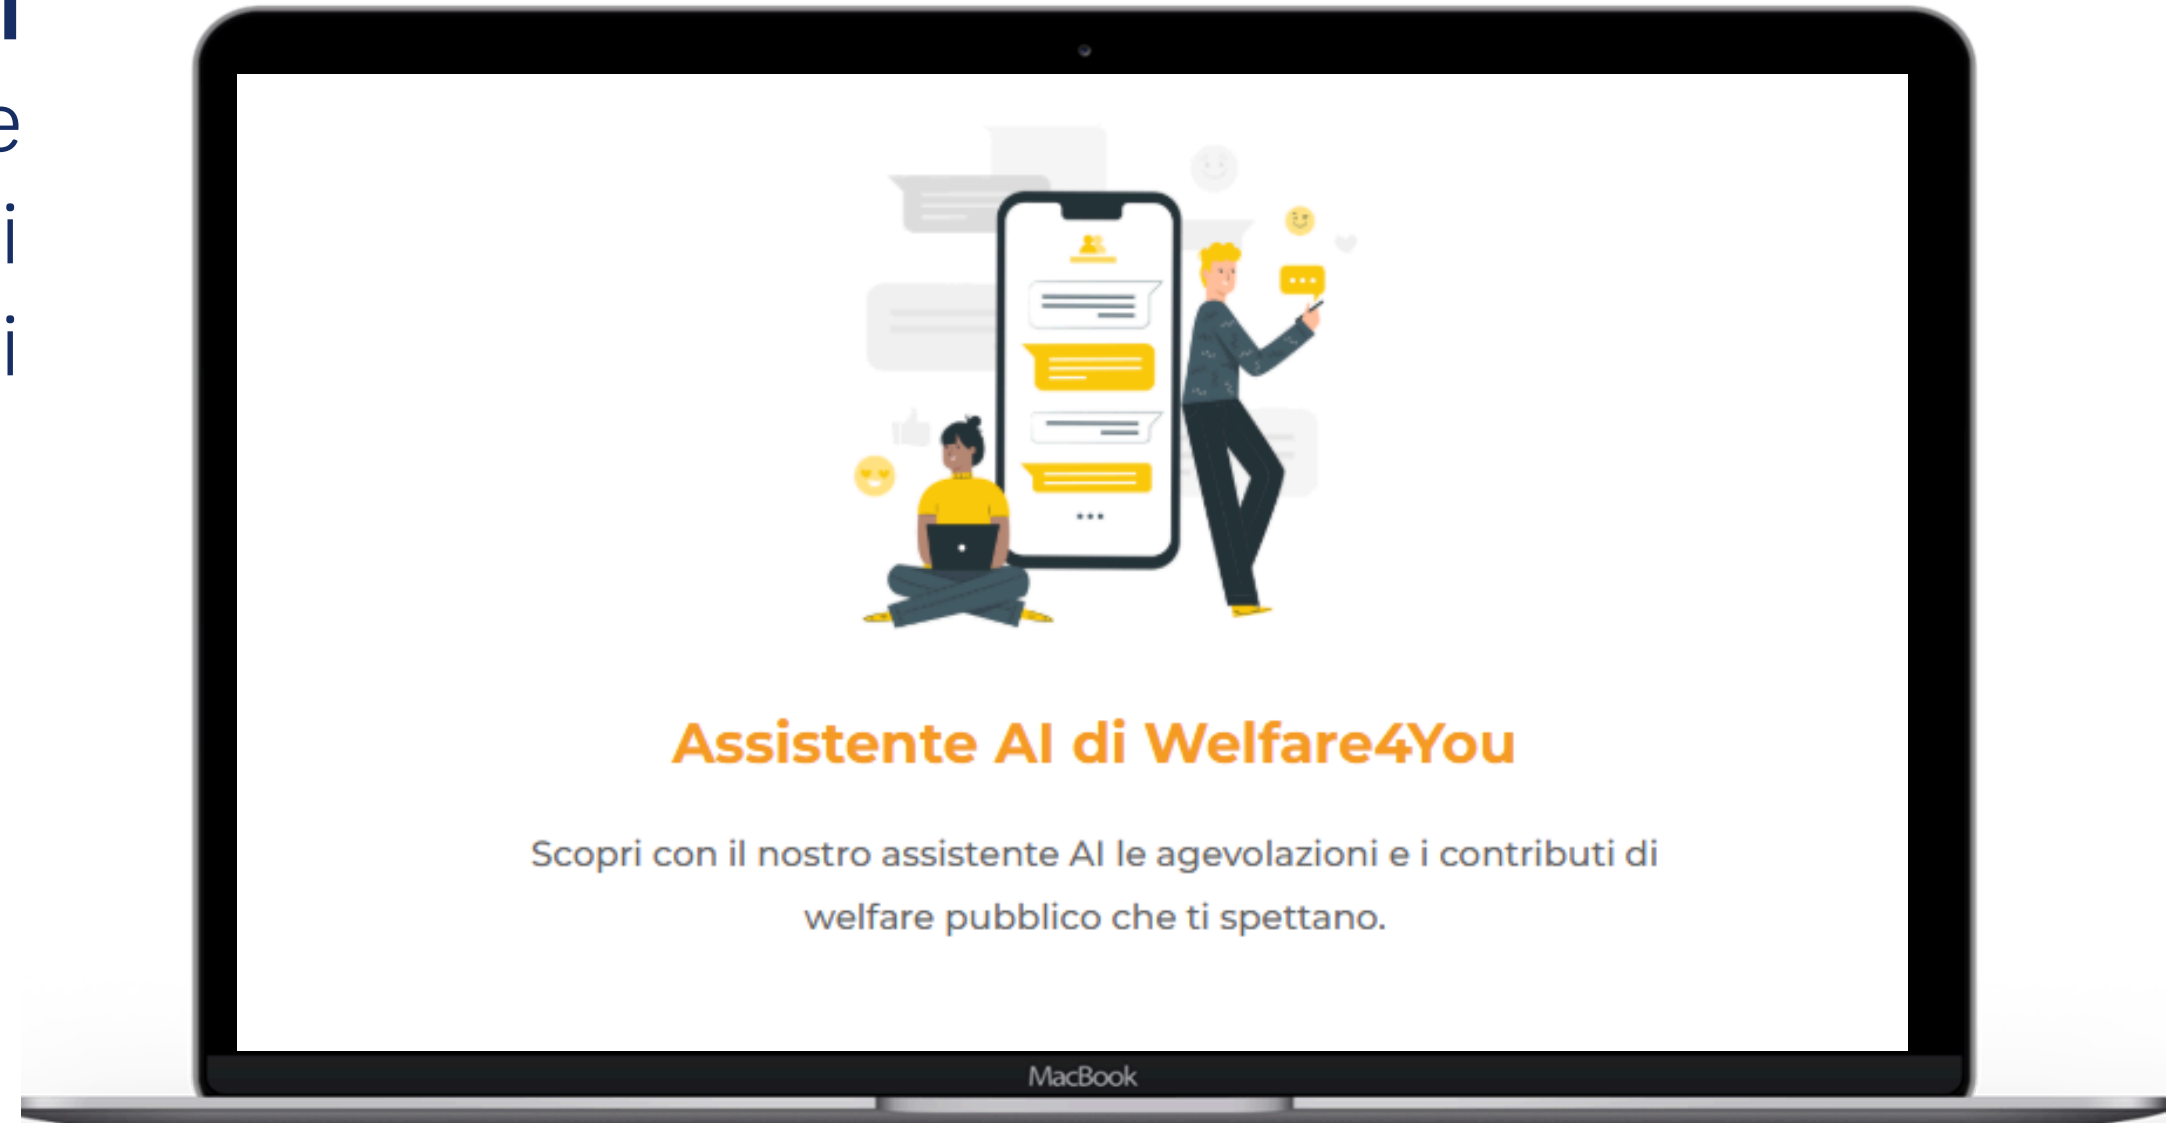 Assistente AI di Welfare4You
Scopri con il nostro assistente AI le agevolazioni e i contributi di
welfare pubblico che ti spettano.
MacBook